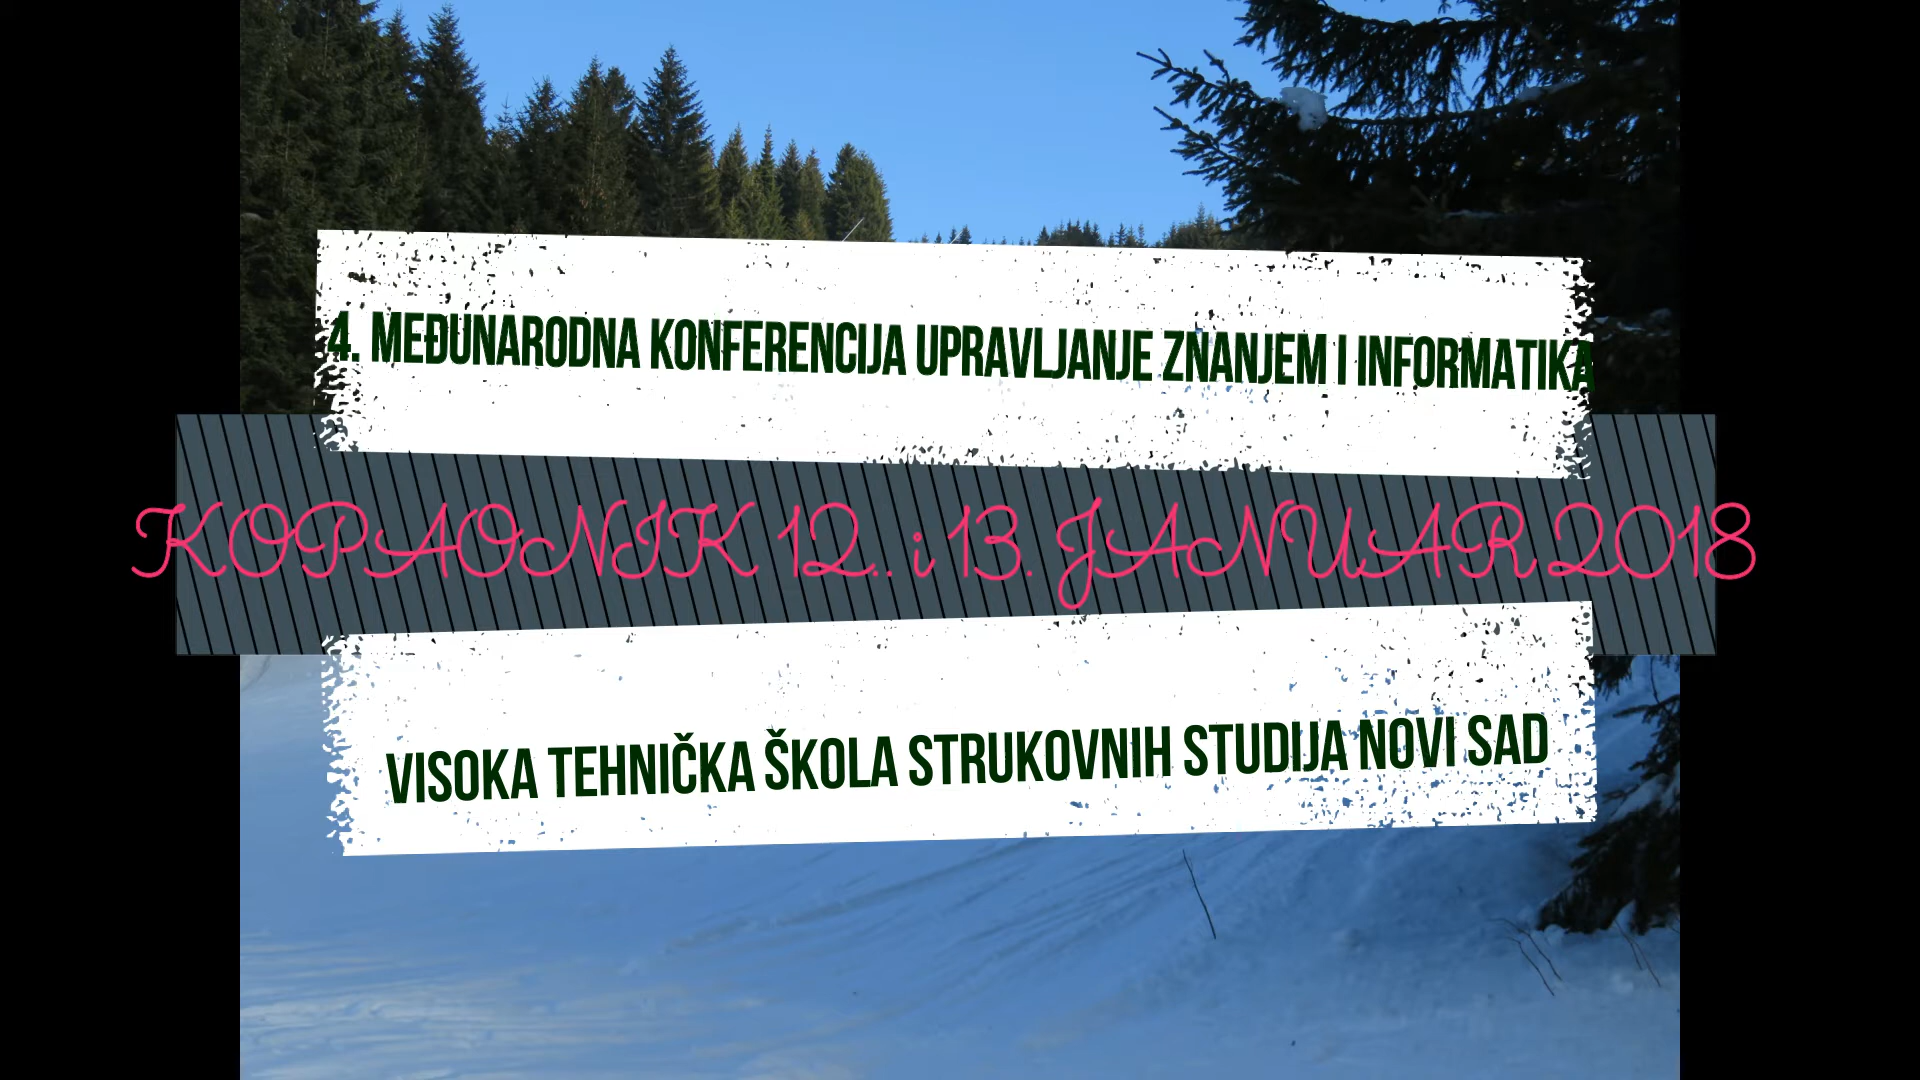 4. MEĐUNARODNA KONFERENCIJA UPRAVLJANJE ZNANJEM I INFORMATIKA
KOPAONIK 12.. i 13. JANUAR 2018
VISOKA TEHNIČKA ŠKOLA STRUKOVNIH STUDIJA NOVI SAD